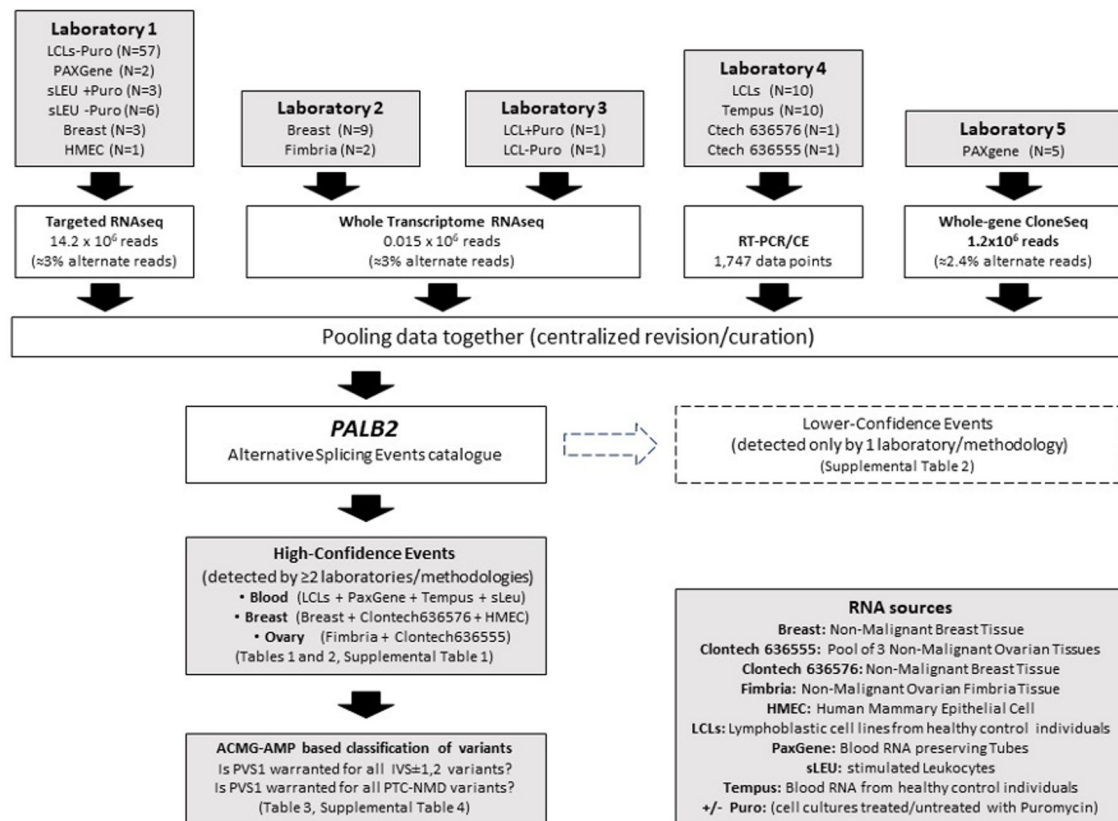 Laboratory 1
LCLs-Puro (N=57)
PAXGene (N=2)
sLEU +Puro (N=3)
sLEU -Puro (N=6)
Breast (N=3)
HMEC (N=1)
Laboratory 2
Breast (N=9)
Fimbria (N=2)
Laboratory 3
LCL+Puro (N=1)
LCL-Puro (N=1)
Laboratory 4
LCLs (N=10)
Tempus (N=10)
Ctech 636576 (N=1)
Ctech 636555 (N=1)
Laboratory 5
PAXgene (N=5)
Targeted RNAseq
14.2 x 10⁶ reads
(≈3% alternate reads)
Whole Transcriptome RNAseq
0.015 x 10⁶ reads
(≈3% alternate reads)
RT-PCR/CE
1,747 data points
Whole-gene CloneSeq
1.2x10⁶ reads
(≈2.4% alternate reads)
Pooling data together (centralized revision/curation)
PALB2
Alternative Splicing Events catalogue
Lower-Confidence Events
(detected only by 1 laboratory/methodology)
(Supplemental Table 2)
High-Confidence Events
(detected by ≥2 laboratories/methodologies)
• Blood (LCLs + PaxGene + Tempus + sLeu)
• Breast (Breast + Clontech636576 + HMEC)
• Ovary (Fimbria + Clontech636555)
(Tables 1 and 2, Supplemental Table 1)
ACMG-AMP based classification of variants
Is PVS1 warranted for all IVS±1,2 variants?
Is PVS1 warranted for all PTC-NMD variants?
(Table 3, Supplemental Table 4)
RNA sources
Breast: Non-Malignant Breast Tissue
Clontech 636555: Pool of 3 Non-Malignant Ovarian Tissues
Clontech 636576: Non-Malignant Breast Tissue
Fimbria: Non-Malignant Ovarian Fimbria Tissue
HMEC: Human Mammary Epithelial Cell
LCLs: Lymphoblastic cell lines from healthy control individuals
PaxGene: Blood RNA preserving Tubes
sLEU: stimulated Leukocytes
Tempus: Blood RNA from healthy control individuals
+/- Puro: (cell cultures treated/untreated with Puromycin)